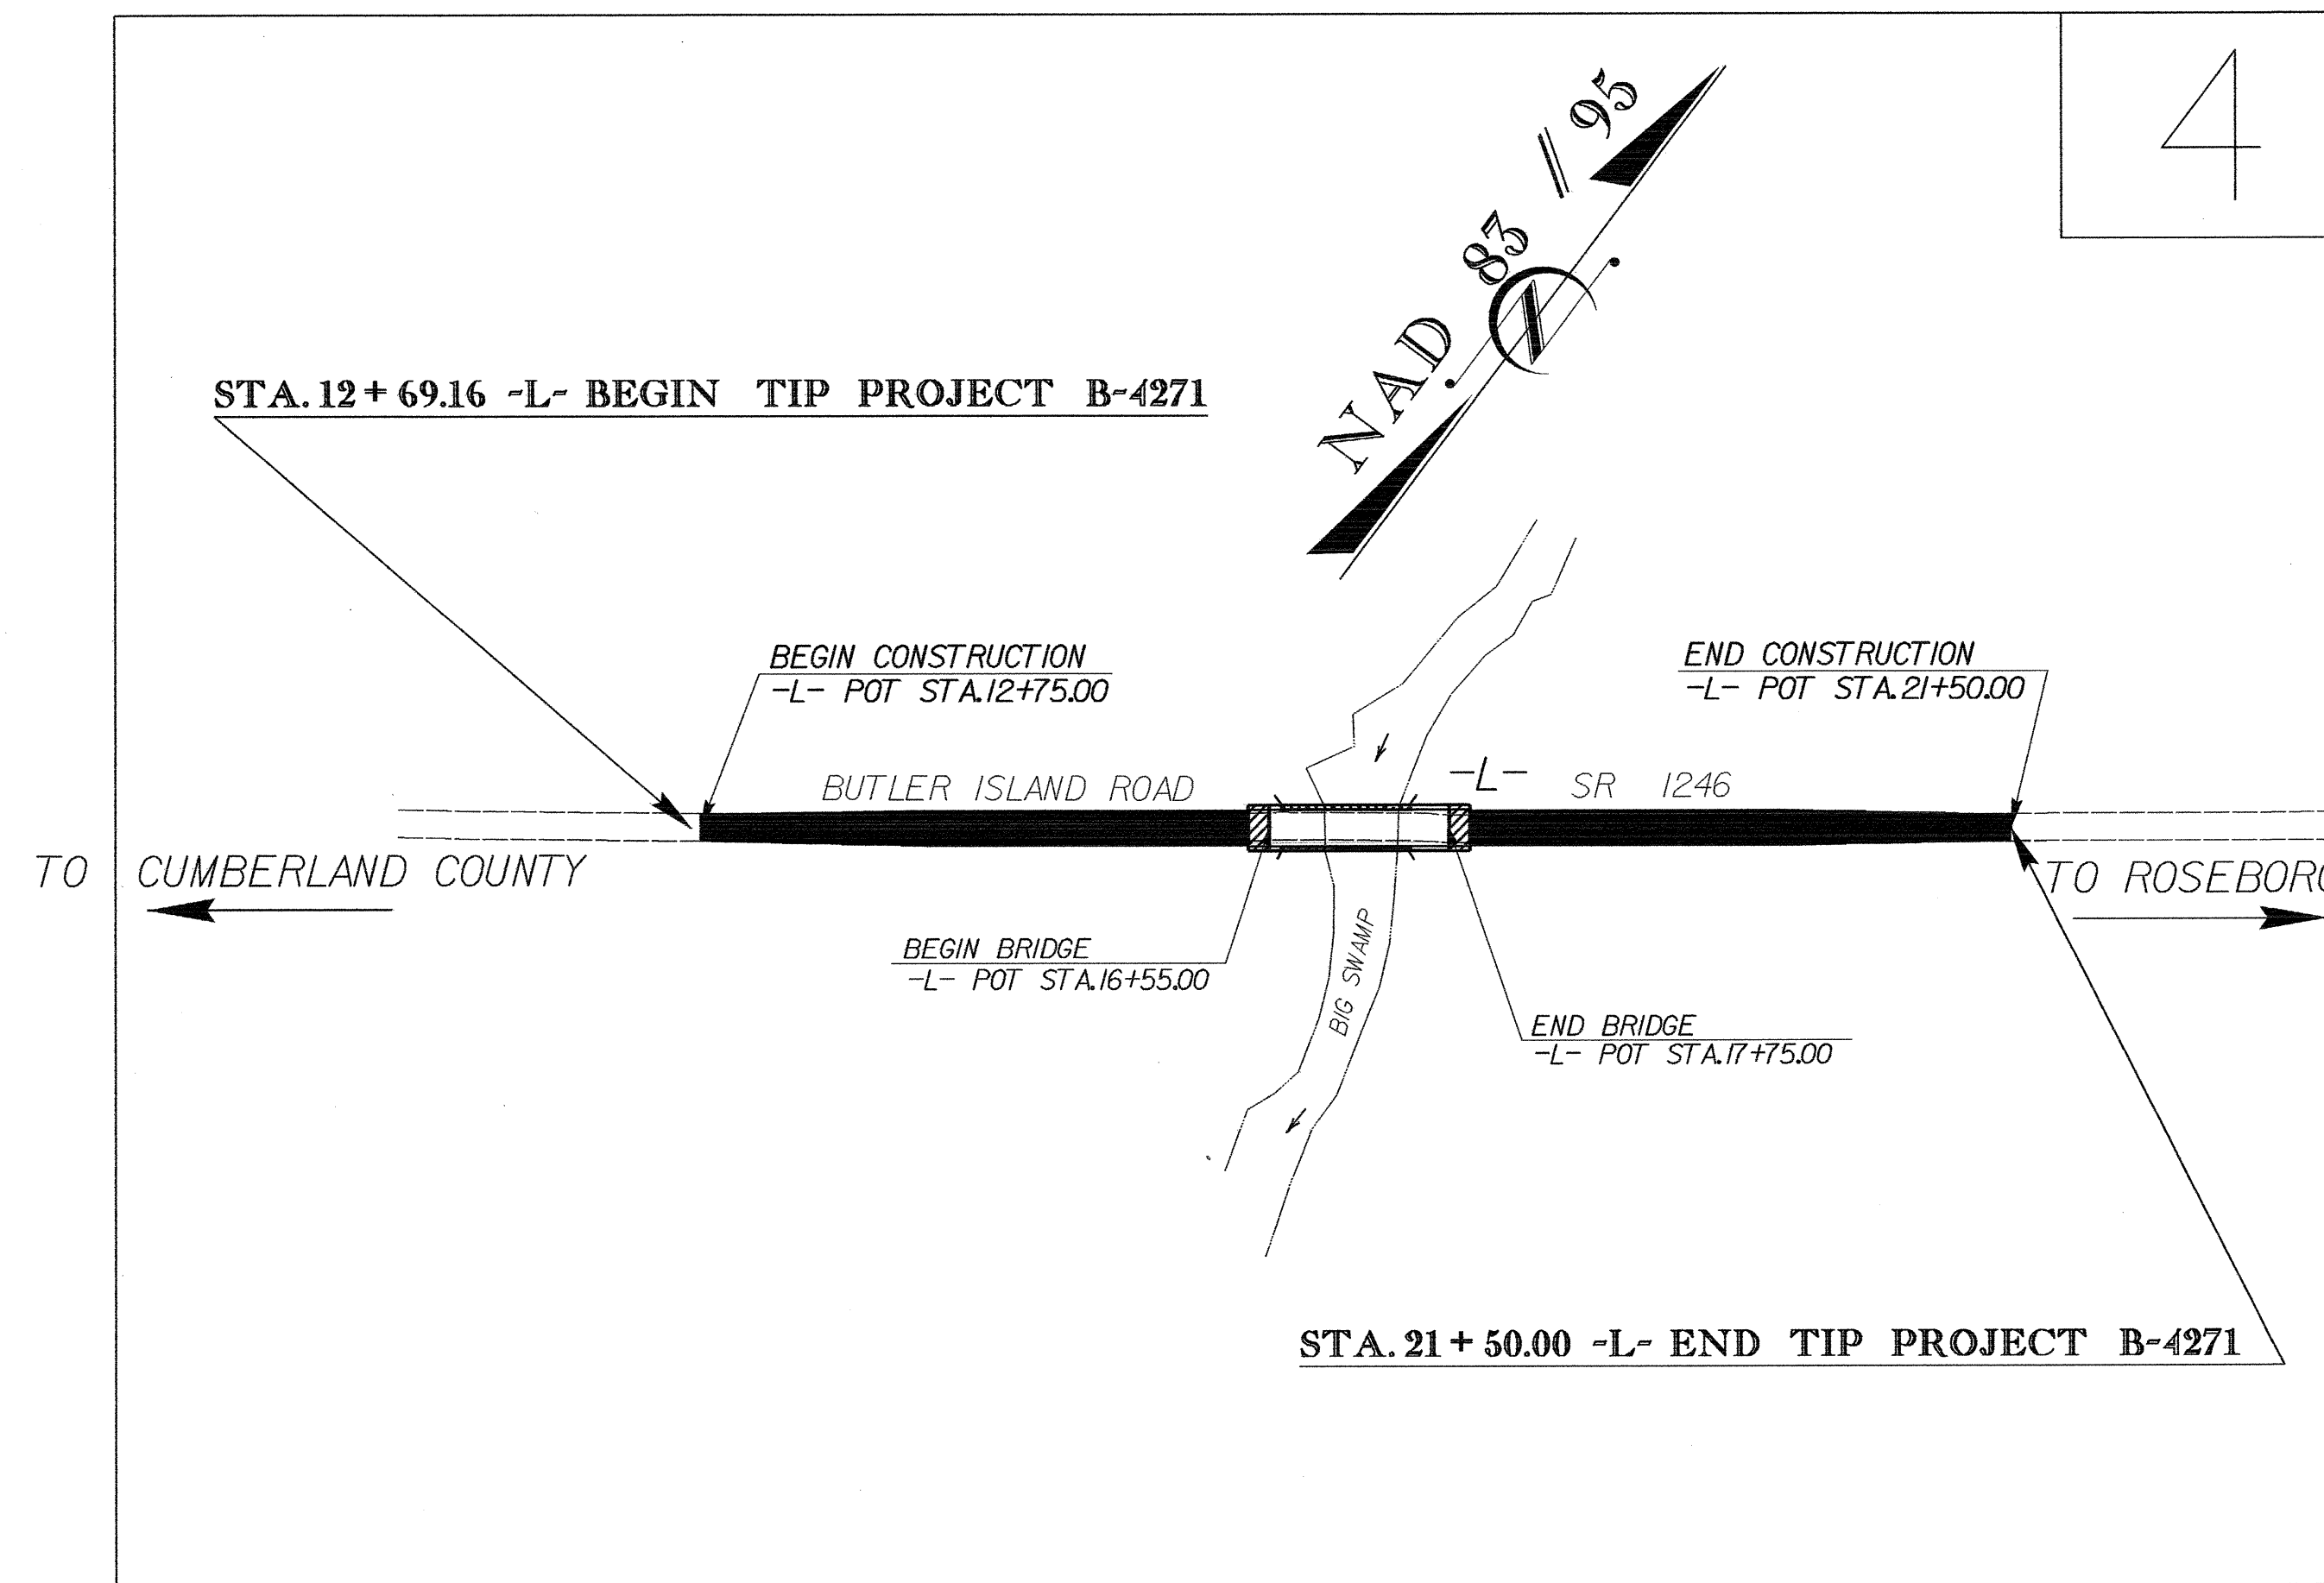 4
NAD 83 / 95
STA. 12 + 69.16 -L- BEGIN TIP PROJECT B-4271
BEGIN CONSTRUCTION
-L- POT STA. 12+75.00
END CONSTRUCTION
-L- POT STA. 21+50.00
BUTLER ISLAND ROAD
-L- SR 1246
TO CUMBERLAND COUNTY
TO ROSEBORO
BEGIN BRIDGE
-L- POT STA. 16+55.00
BIG SWAMP
END BRIDGE
-L- POT STA. 17+75.00
STA. 21 + 50.00 -L- END TIP PROJECT B-4271